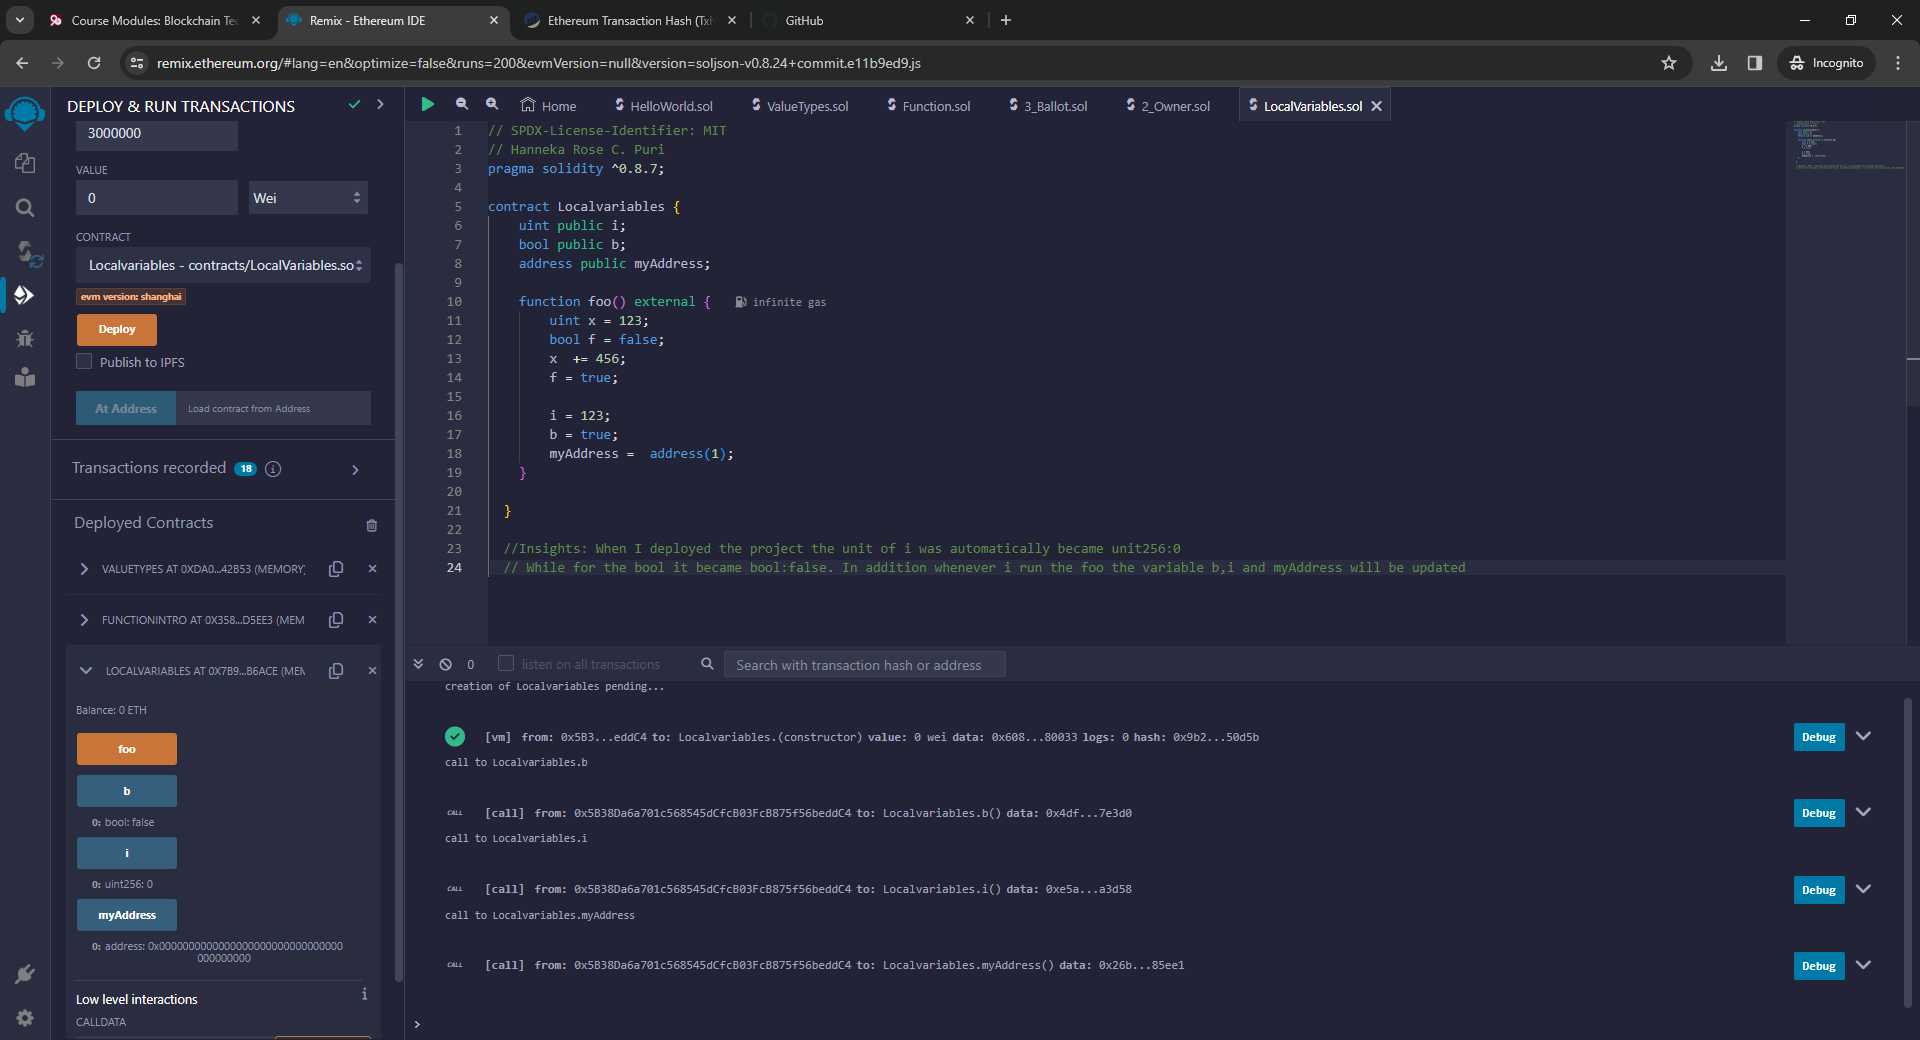 Course Modules: Blockchain Tec
Remix - Ethereum IDE
Ethereum Transaction Hash (Txh
GitHub
remix.ethereum.org/#lang=en&optimize=false&runs=200&evmVersion=null&version=soljson-v0.8.24+commit.e11b9ed9.js
Incognito
DEPLOY & RUN TRANSACTIONS
3000000
VALUE
0
Wei
CONTRACT
Localvariables - contracts/LocalVariables.so
evm version: shanghai
Deploy
Publish to IPFS
At Address
Load contract from Address
Transactions recorded 18 i
Deployed Contracts
VALUETYPES AT 0XDA0...42B53 (MEMORY)
FUNCTIONINTRO AT 0X358...D5EE3 (MEM
LOCALVARIABLES AT 0X7B9...B6ACE (MEM
Balance: 0 ETH
foo
b
0: bool: false
i
0: uint256: 0
myAddress
0: address: 0x0000000000000000000000000000000
000000000
Low level interactions
i
CALLDATA
Home
HelloWorld.sol
ValueTypes.sol
Function.sol
3_Ballot.sol
2_Owner.sol
LocalVariables.sol
1 // SPDX-License-Identifier: MIT
2 // Hanneka Rose C. Puri
3 pragma solidity ^0.8.7;
4
5 contract Localvariables {
6 uint public i;
7 bool public b;
8 address public myAddress;
9
10 function foo() external { infinite gas
11 uint x = 123;
12 bool f = false;
13 x  += 456;
14 f = true;
15
16 i = 123;
17 b = true;
18 myAddress =  address(1);
19 }
20
21 }
22
23 //Insights: When I deployed the project the unit of i was automatically became unit256:0
24 // While for the bool it became bool:false. In addition whenever i run the foo the variable b,i and myAddress will be updated
0
listen on all transactions
Search with transaction hash or address
creation of Localvariables pending...
[vm] from: 0x5B3...eddC4 to: Localvariables.(constructor) value: 0 wei data: 0x608...80033 logs: 0 hash: 0x9b2...50d5b
Debug
call to Localvariables.b
CALL [call] from: 0x5B38Da6a701c568545dCfcB03FcB875f56beddC4 to: Localvariables.b() data: 0x4df...7e3d0
Debug
call to Localvariables.i
CALL [call] from: 0x5B38Da6a701c568545dCfcB03FcB875f56beddC4 to: Localvariables.i() data: 0xe5a...a3d58
Debug
call to Localvariables.myAddress
CALL [call] from: 0x5B38Da6a701c568545dCfcB03FcB875f56beddC4 to: Localvariables.myAddress() data: 0x26b...85ee1
Debug
>